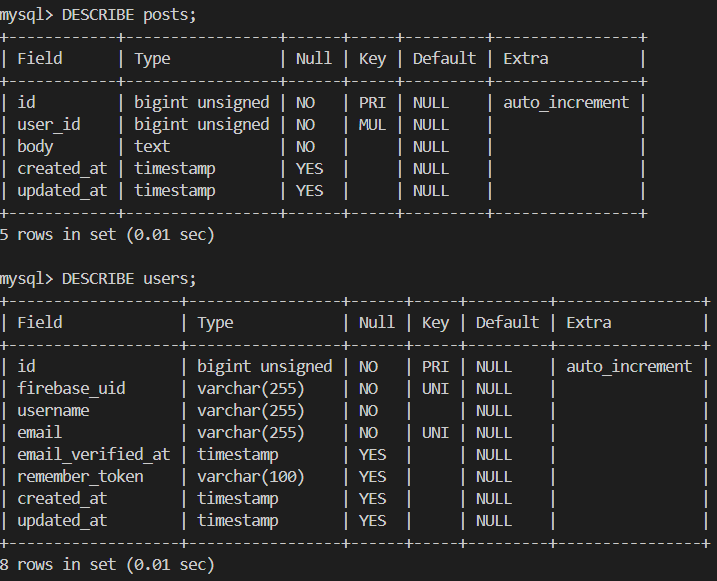 mysql> DESCRIBE posts;
+------------+-----------------+------+-----+---------+----------------+
| Field      | Type            | Null | Key | Default | Extra          |
+------------+-----------------+------+-----+---------+----------------+
| id         | bigint unsigned | NO   | PRI | NULL    | auto_increment |
| user_id    | bigint unsigned | NO   | MUL | NULL    |                |
| body       | text            | NO   |     | NULL    |                |
| created_at | timestamp       | YES  |     | NULL    |                |
| updated_at | timestamp       | YES  |     | NULL    |                |
+------------+-----------------+------+-----+---------+----------------+
5 rows in set (0.01 sec)

mysql> DESCRIBE users;
+-------------------+-----------------+------+-----+---------+----------------+
| Field             | Type            | Null | Key | Default | Extra          |
+-------------------+-----------------+------+-----+---------+----------------+
| id                | bigint unsigned | NO   | PRI | NULL    | auto_increment |
| firebase_uid      | varchar(255)    | NO   | UNI | NULL    |                |
| username          | varchar(255)    | NO   |     | NULL    |                |
| email             | varchar(255)    | NO   | UNI | NULL    |                |
| email_verified_at | timestamp       | YES  |     | NULL    |                |
| remember_token    | varchar(100)    | YES  |     | NULL    |                |
| created_at        | timestamp       | YES  |     | NULL    |                |
| updated_at        | timestamp       | YES  |     | NULL    |                |
+-------------------+-----------------+------+-----+---------+----------------+
8 rows in set (0.01 sec)